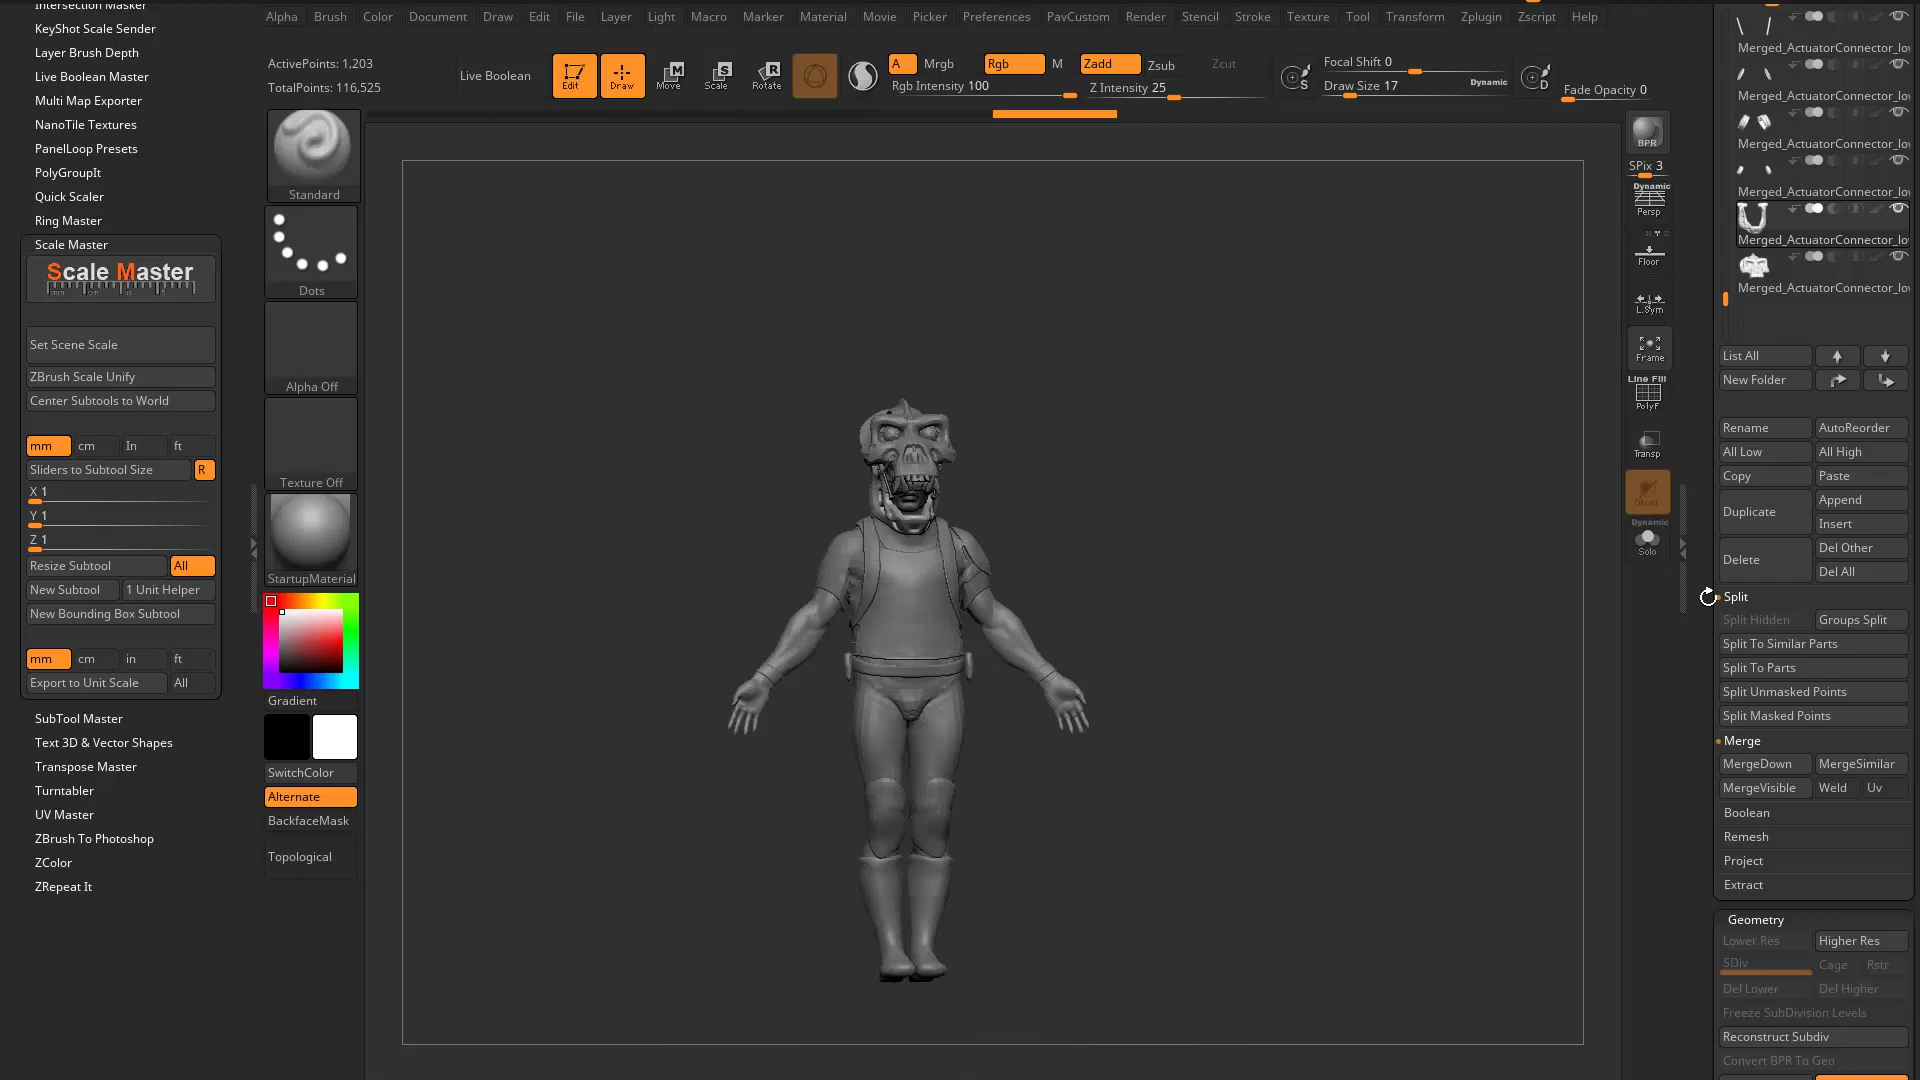 Intersection Masker
KeyShot Scale Sender
Layer Brush Depth
Live Boolean Master
Multi Map Exporter
NanoTile Textures
PanelLoop Presets
PolyGroupIt
Quick Scaler
Ring Master
Scale Master
Scale Master
mm cm in ft
Set Scene Scale
ZBrush Scale Unify
Center Subtools to World
mm cm In ft
Sliders to Subtool Size R
X 1
Y 1
Z 1
Resize Subtool All
New Subtool 1 Unit Helper
New Bounding Box Subtool
mm cm in ft
Export to Unit Scale All
SubTool Master
Text 3D & Vector Shapes
Transpose Master
Turntabler
UV Master
ZBrush To Photoshop
ZColor
ZRepeat It
Alpha Brush Color Document Draw Edit File Layer Light Macro Marker Material Movie Picker Preferences PavCustom Render Stencil Stroke Texture Tool Transform Zplugin Zscript Help
ActivePoints: 1,203
TotalPoints: 116,525
Live Boolean
Edit Draw Move Scale Rotate
A Mrgb Rgb M Zadd Zsub Zcut
Rgb Intensity 100 Z Intensity 25
Focal Shift 0
Draw Size 17 Dynamic
S D
Fade Opacity 0
Standard
Dots
Alpha Off
Texture Off
StartupMaterial
Gradient
SwitchColor
Alternate
BackfaceMask
Topological
BPR
SPix 3
Dynamic
Persp
Floor
L.Sym
Frame
Line Fill
PolyF
Transp
Ghost
Dynamic
Solo
Merged_ActuatorConnector_lo
Merged_ActuatorConnector_lo
Merged_ActuatorConnector_lo
Merged_ActuatorConnector_lo
Merged_ActuatorConnector_lo
Merged_ActuatorConnector_lo
List All
New Folder
Rename AutoReorder
All Low All High
Copy Paste
Duplicate Append
Insert
Delete Del Other
Del All
Split
Split Hidden Groups Split
Split To Similar Parts
Split To Parts
Split Unmasked Points
Split Masked Points
Merge
MergeDown MergeSimilar
MergeVisible Weld Uv
Boolean
Remesh
Project
Extract
Geometry
Lower Res Higher Res
SDiv Cage Rstr
Del Lower Del Higher
Freeze SubDivision Levels
Reconstruct Subdiv
Convert BPR To Geo